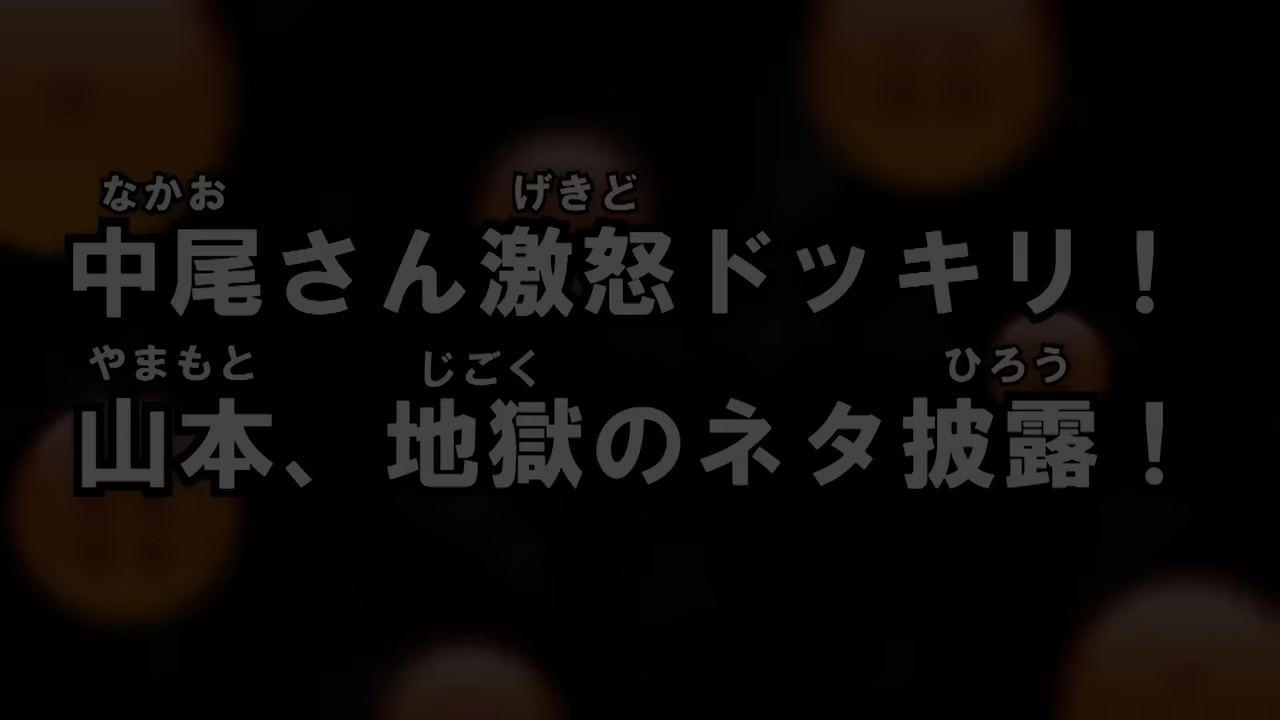 なかお げきど
中尾さん激怒ドッキリ！
やまもと じごく ひろう
山本、地獄のネタ披露！